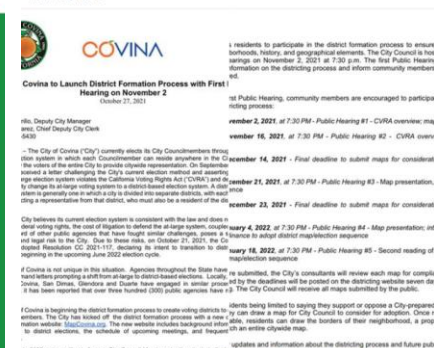 COVINA
Covina to Launch District Formation Process with First
Hearing on November 2
October 27, 2021
rillo, Deputy City Manager
arez, Chief Deputy City Clerk
5430
– The City of Covina ("City") currently elects its City Councilmembers throug
ction system in which each Councilmember can reside anywhere in the C
the voters of the entire City to provide citywide representation. On September
received a letter challenging the City's current election method and asserting
rge election system violates the California Voting Rights Act ("CVRA") and d
y change its at-large voting system to a district-based election system. A distr
stem is generally one in which a city is divided into separate districts, with each
cting a representative from that district, who must also be a resident of the dis
City believes its current election system is consistent with the law and does n
deral voting rights, the cost of litigation to defend the at-large system, couple
rd of other public agencies that have fought similar challenges, poses a
nd legal risk to the City. Due to these risks, on October 21, 2021, the Co
dopted Resolution CC 2021-117, declaring its intent to transition to distr
beginning in the upcoming June 2022 election cycle.
f Covina is not unique in this situation. Agencies throughout the State have
hand letters prompting a shift from at-large to district-based elections. Locally
ovina, San Dimas, Glendora and Duarte have engaged in similar proces
it has been reported that over three hundred (300) public agencies have
f Covina is beginning the district formation process to create voting districts to
embers. The City has kicked off the district formation process with a new
mation website: MapCovina.org. The new website includes background infor
to district elections, the schedule of upcoming meetings, and frequent
s residents to participate in the district formation process to ensure
orhoods, history, and geographical elements. The City Council is hos
arings on November 2, 2021 at 7:30 p.m. The first Public Hearing
nformation on the districting process and inform community members
ed.
rst Public Hearing, community members are encouraged to participa
ricting process:
vember 2, 2021, at 7:30 PM - Public Hearing #1 - CVRA overview; map
vember 16, 2021, at 7:30 PM - Public Hearing #2 - CVRA overv
cember 14, 2021 - Final deadline to submit maps for considerat
cember 21, 2021, at 7:30 PM - Public Hearing #3 - Map presentation,
ence
cember 23, 2021 - Final deadline to submit maps for considerat
nuary 4, 2022, at 7:30 PM - Public Hearing #4 - Map presentation; int
inance to adopt district map/election sequence
uary 18, 2022, at 7:30 PM - Public Hearing #5 - Second reading of
map/election sequence
re submitted, the City's consultants will review each map for complia
ed by the deadlines will be posted on the districting website seven da
g. The City Council will receive all maps submitted by the public.
idents being limited to saying they support or oppose a City-prepared
y can draw a map for City Council to consider for adoption. Once
able, residents can draw the borders of their neighborhood, a prop
ch an entire citywide map.
updates and information about the districting process and future pub